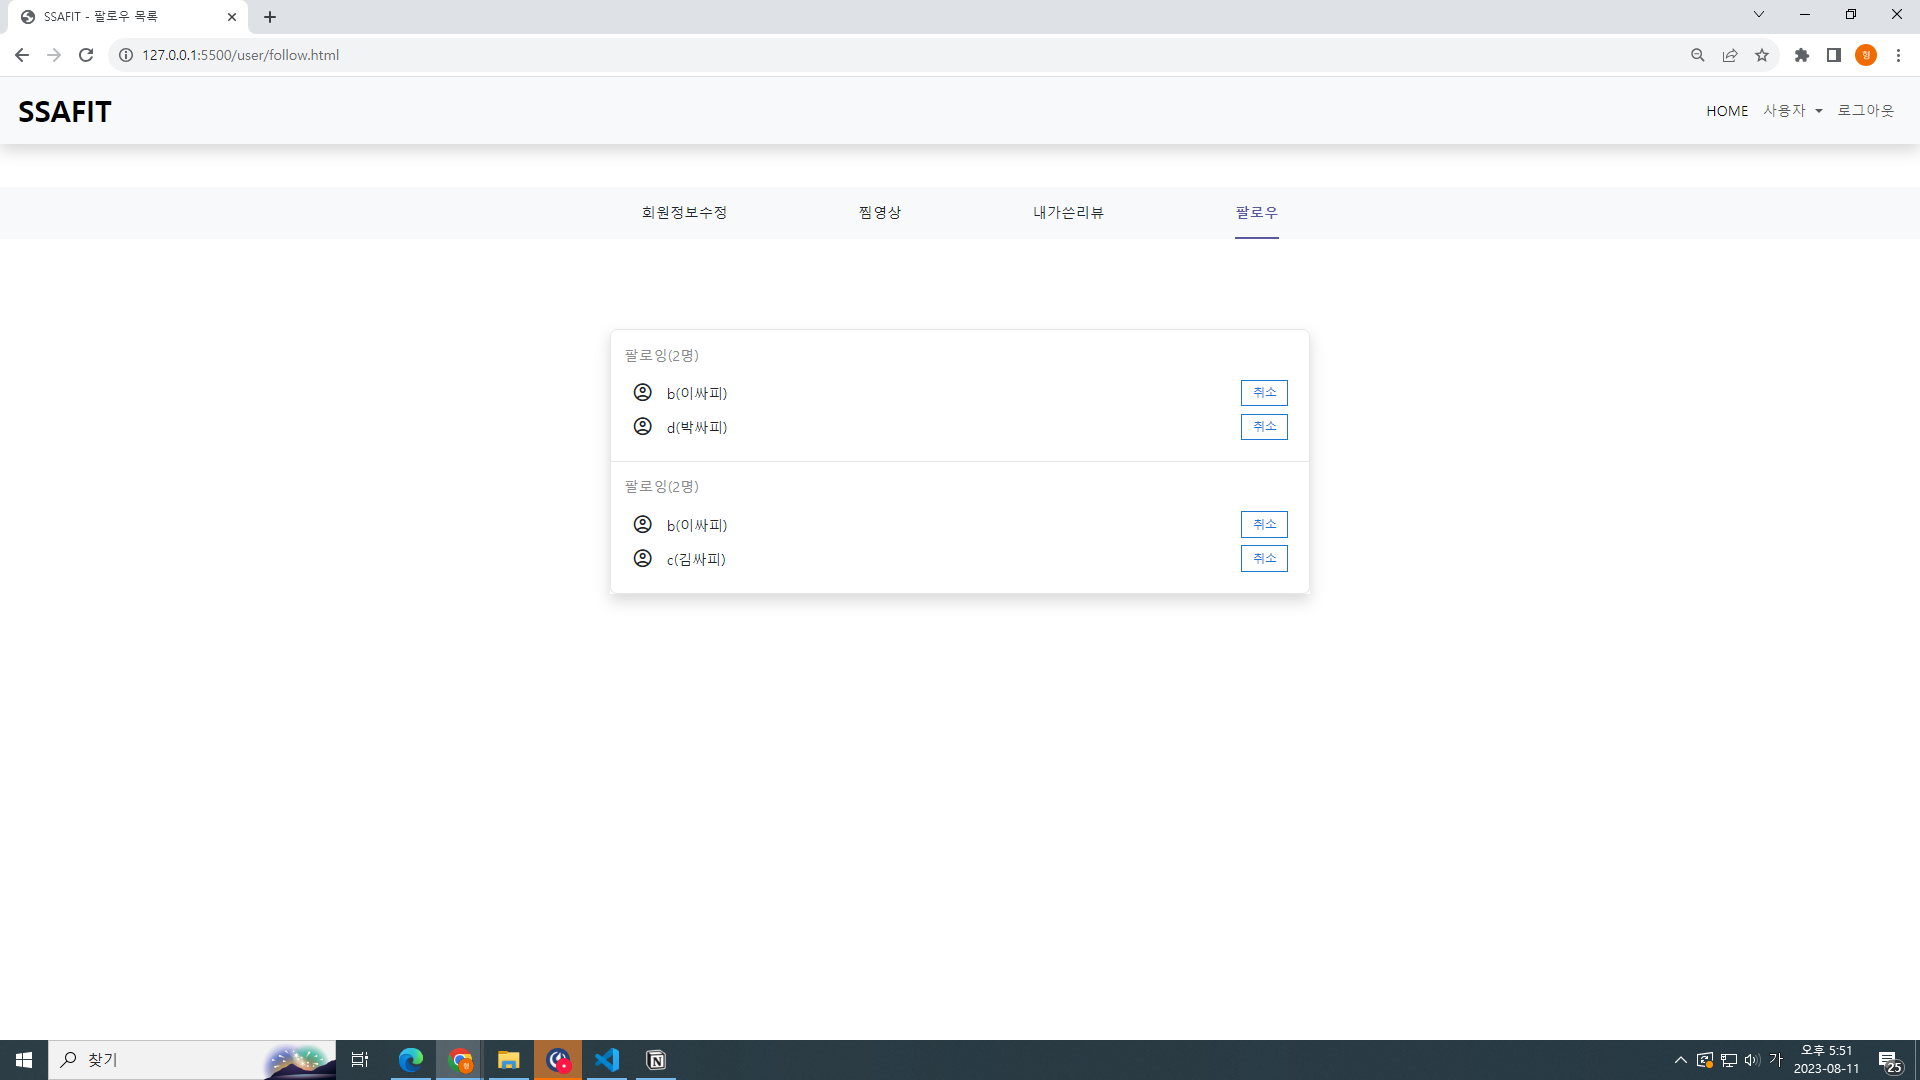 SSAFIT - 팔로우 목록
127.0.0.1:5500/user/follow.html
형
SSAFIT
HOME 사용자 로그아웃
회원정보수정 찜영상 내가쓴리뷰 팔로우
팔로잉(2명)
b(이싸피) 취소
d(박싸피) 취소
팔로잉(2명)
b(이싸피) 취소
c(김싸피) 취소
찾기
형
가
오후 5:51
2023-08-11
25